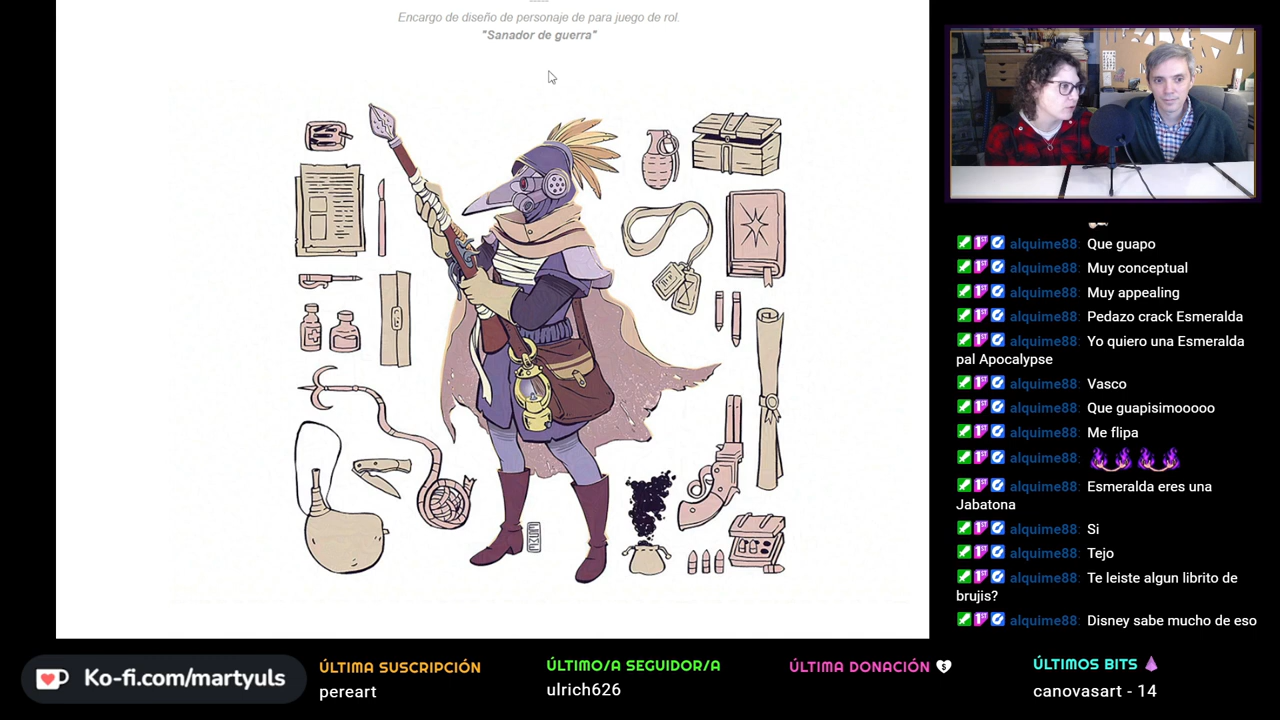 Encargo de diseño de personaje de para juego de rol.
"Sanador de guerra"
alquime88: Que guapo
alquime88: Muy conceptual
alquime88: Muy appealing
alquime88: Pedazo crack Esmeralda
alquime88: Yo quiero una Esmeralda
pal Apocalypse
alquime88: Vasco
alquime88: Que guapisimooooo
alquime88: Me flipa
alquime88:
alquime88: Esmeralda eres una
Jabatona
alquime88: Si
alquime88: Tejo
alquime88: Te leiste algun librito de
brujis?
alquime88: Disney sabe mucho de eso
Ko-fi.com/martyuls
ÚLTIMA SUSCRIPCIÓN
pereart
ÚLTIMO/A SEGUIDOR/A
ulrich626
ÚLTIMA DONACIÓN
ÚLTIMOS BITS
canovasart - 14